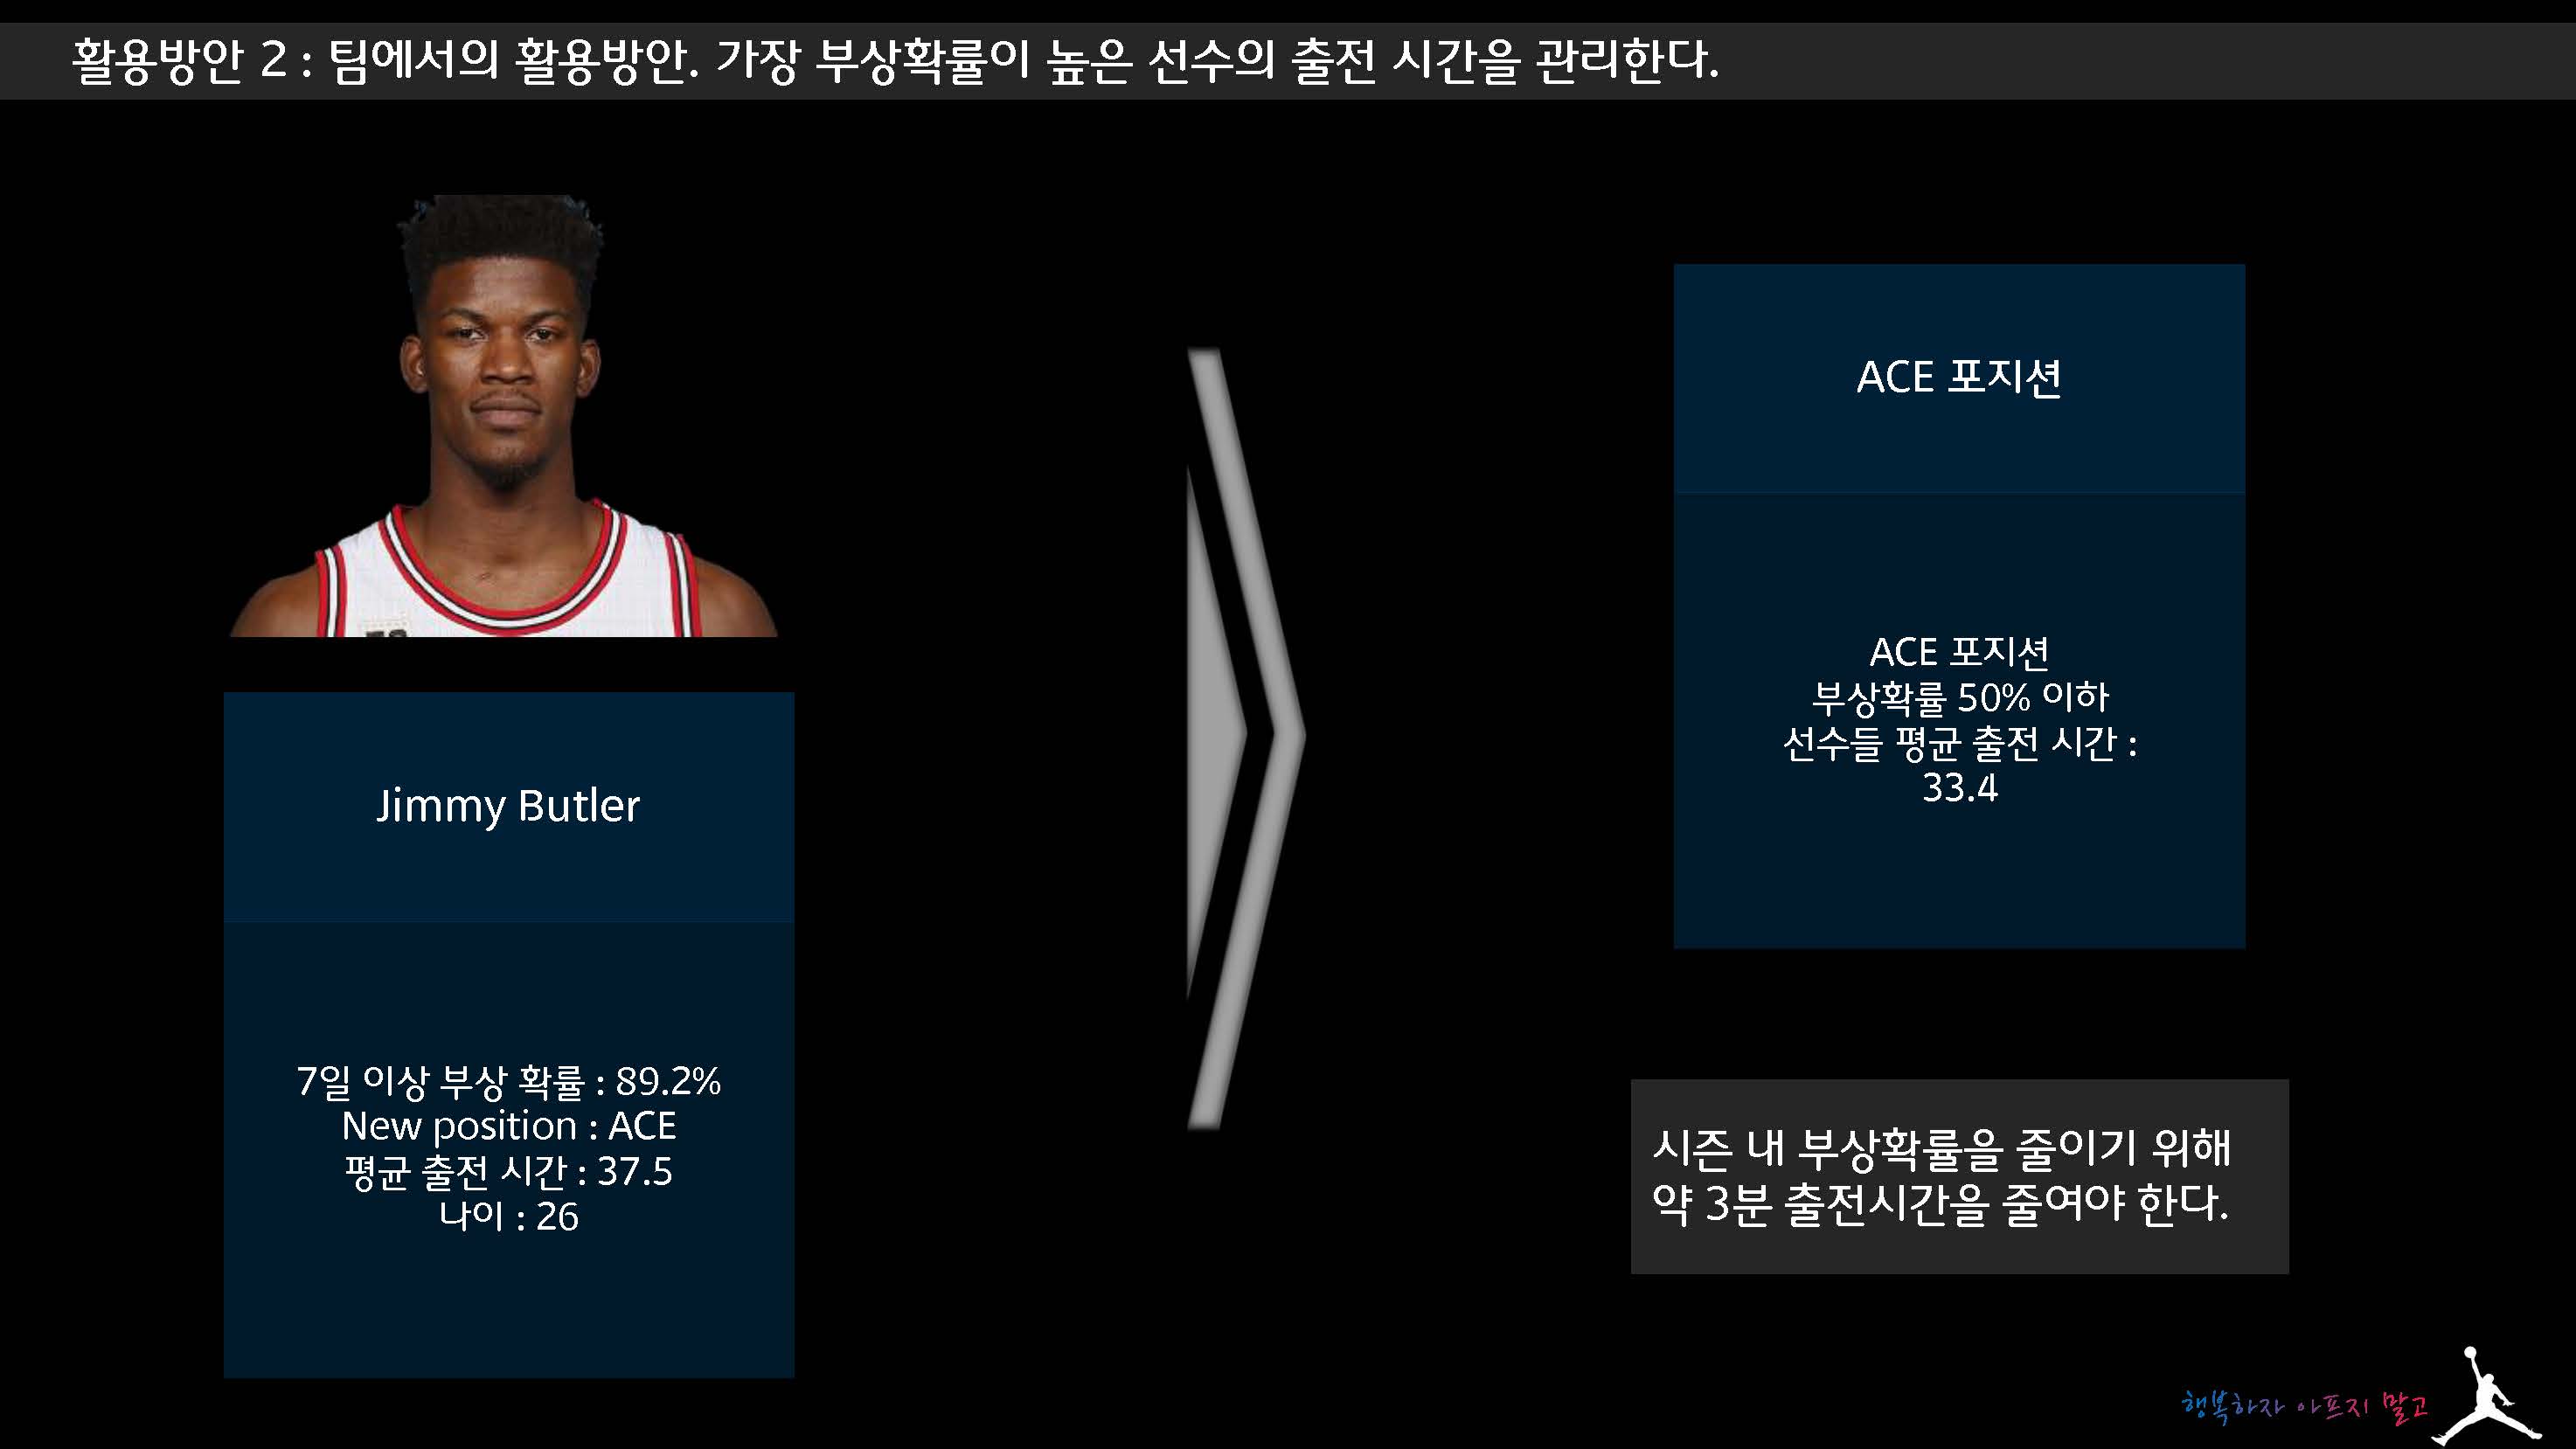 활용방안 2 : 팀에서의 활용방안. 가장 부상확률이 높은 선수의 출전 시간을 관리한다.
Jimmy Butler
7일 이상 부상 확률 : 89.2%
New position : ACE
평균 출전 시간 : 37.5
나이 : 26
ACE 포지션
ACE 포지션
부상확률 50% 이하
선수들 평균 출전 시간 :
33.4
시즌 내 부상확률을 줄이기 위해
약 3분 출전시간을 줄여야 한다.
행복하자 아프지 말고